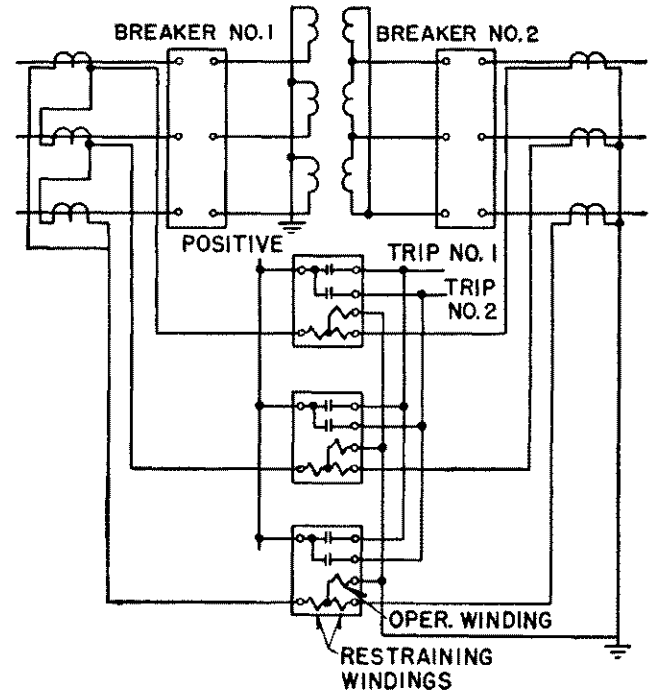 BREAKER NO.1
BREAKER NO.2
POSITIVE
TRIP NO.1
TRIP
NO.2
OPER. WINDING
RESTRAINING
WINDINGS